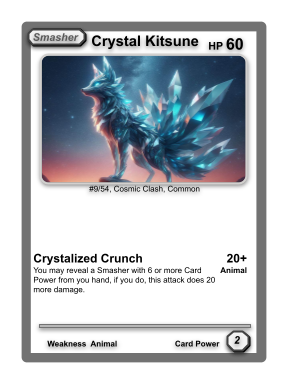 Smasher Crystal Kitsune HP 60
#9/54, Cosmic Clash, Common
Crystalized Crunch 20+
You may reveal a Smasher with 6 or more Card Animal
Power from you hand, if you do, this attack does 20
more damage.
Weakness Animal Card Power 2